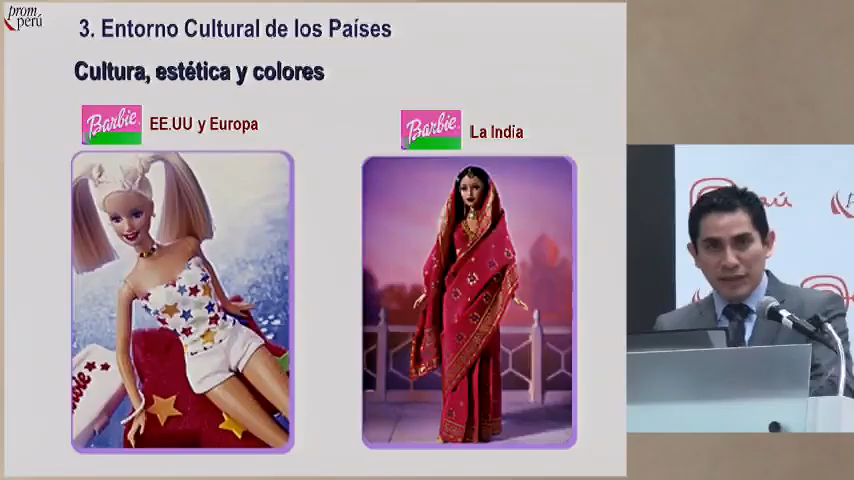 prom
perú
3. Entorno Cultural de los Países
Cultura, estética y colores
Barbie
EE.UU y Europa
Barbie
La India